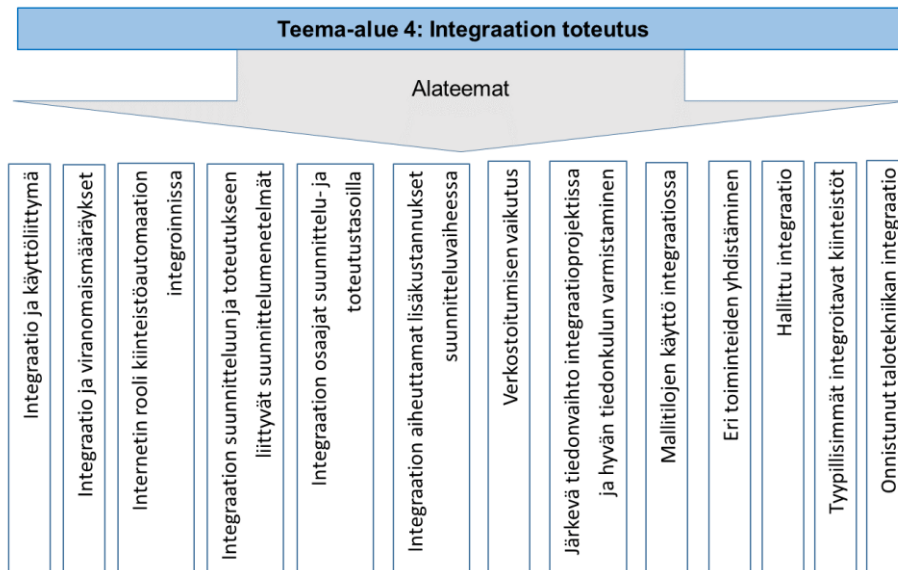 Teema-alue 4: Integraation toteutus
Alateemat
Integraatio ja käyttöliittymä
Integraatio ja viranomaismääräykset
Internetin rooli kiinteistöautomaation
integroinnissa
Integraation suunnitteluun ja toteutukseen
liittyvät suunnittelumenetelmät
Integraation osaajat suunnittelu- ja
toteutustasoilla
Integraation aiheuttamat lisäkustannukset
suunnitteluvaiheessa
Verkostoitumisen vaikutus
Järkevä tiedonvaihto integraatioprojektissa
ja hyvän tiedonkulun varmistaminen
Mallitilojen käyttö integraatiossa
Eri toiminteiden yhdistäminen
Hallittu integraatio
Tyypillisimmät integroitavat kiinteistöt
Onnistunut talotekniikan integraatio